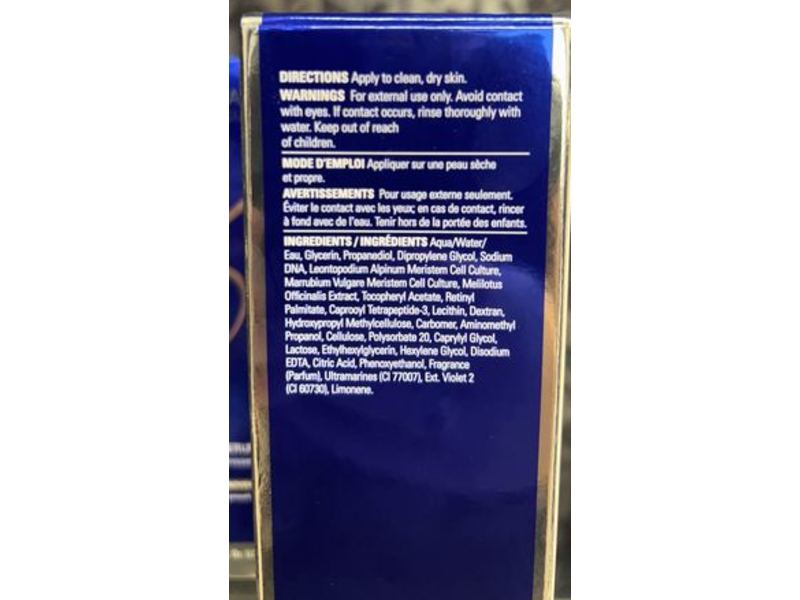 DIRECTIONS Apply to clean, dry skin.
WARNINGS For external use only. Avoid contact
with eyes. If contact occurs, rinse thoroughly with
water. Keep out of reach
of children.
MODE D'EMPLOI Appliquer sur une peau sèche
et propre.
AVERTISSEMENTS Pour usage externe seulement.
Éviter le contact avec les yeux; en cas de contact, rincer
à fond avec de l'eau. Tenir hors de la portée des enfants.
INGREDIENTS / INGRÉDIENTS Aqua/Water/
Eau, Glycerin, Propanediol, Dipropylene Glycol, Sodium
DNA, Leontopodium Alpinum Meristem Cell Culture,
Marrubium Vulgare Meristem Cell Culture, Melilotus
Officinalis Extract, Tocopheryl Acetate, Retinyl
Palmitate, Caprooyl Tetrapeptide-3, Lecithin, Dextran,
Hydroxypropyl Methylcellulose, Carbomer, Aminomethyl
Propanol, Cellulose, Polysorbate 20, Caprylyl Glycol,
Lactose, Ethylhexylglycerin, Hexylene Glycol, Disodium
EDTA, Citric Acid, Phenoxyethanol, Fragrance
(Parfum), Ultramarines (CI 77007), Ext. Violet 2
(CI 60730), Limonene.